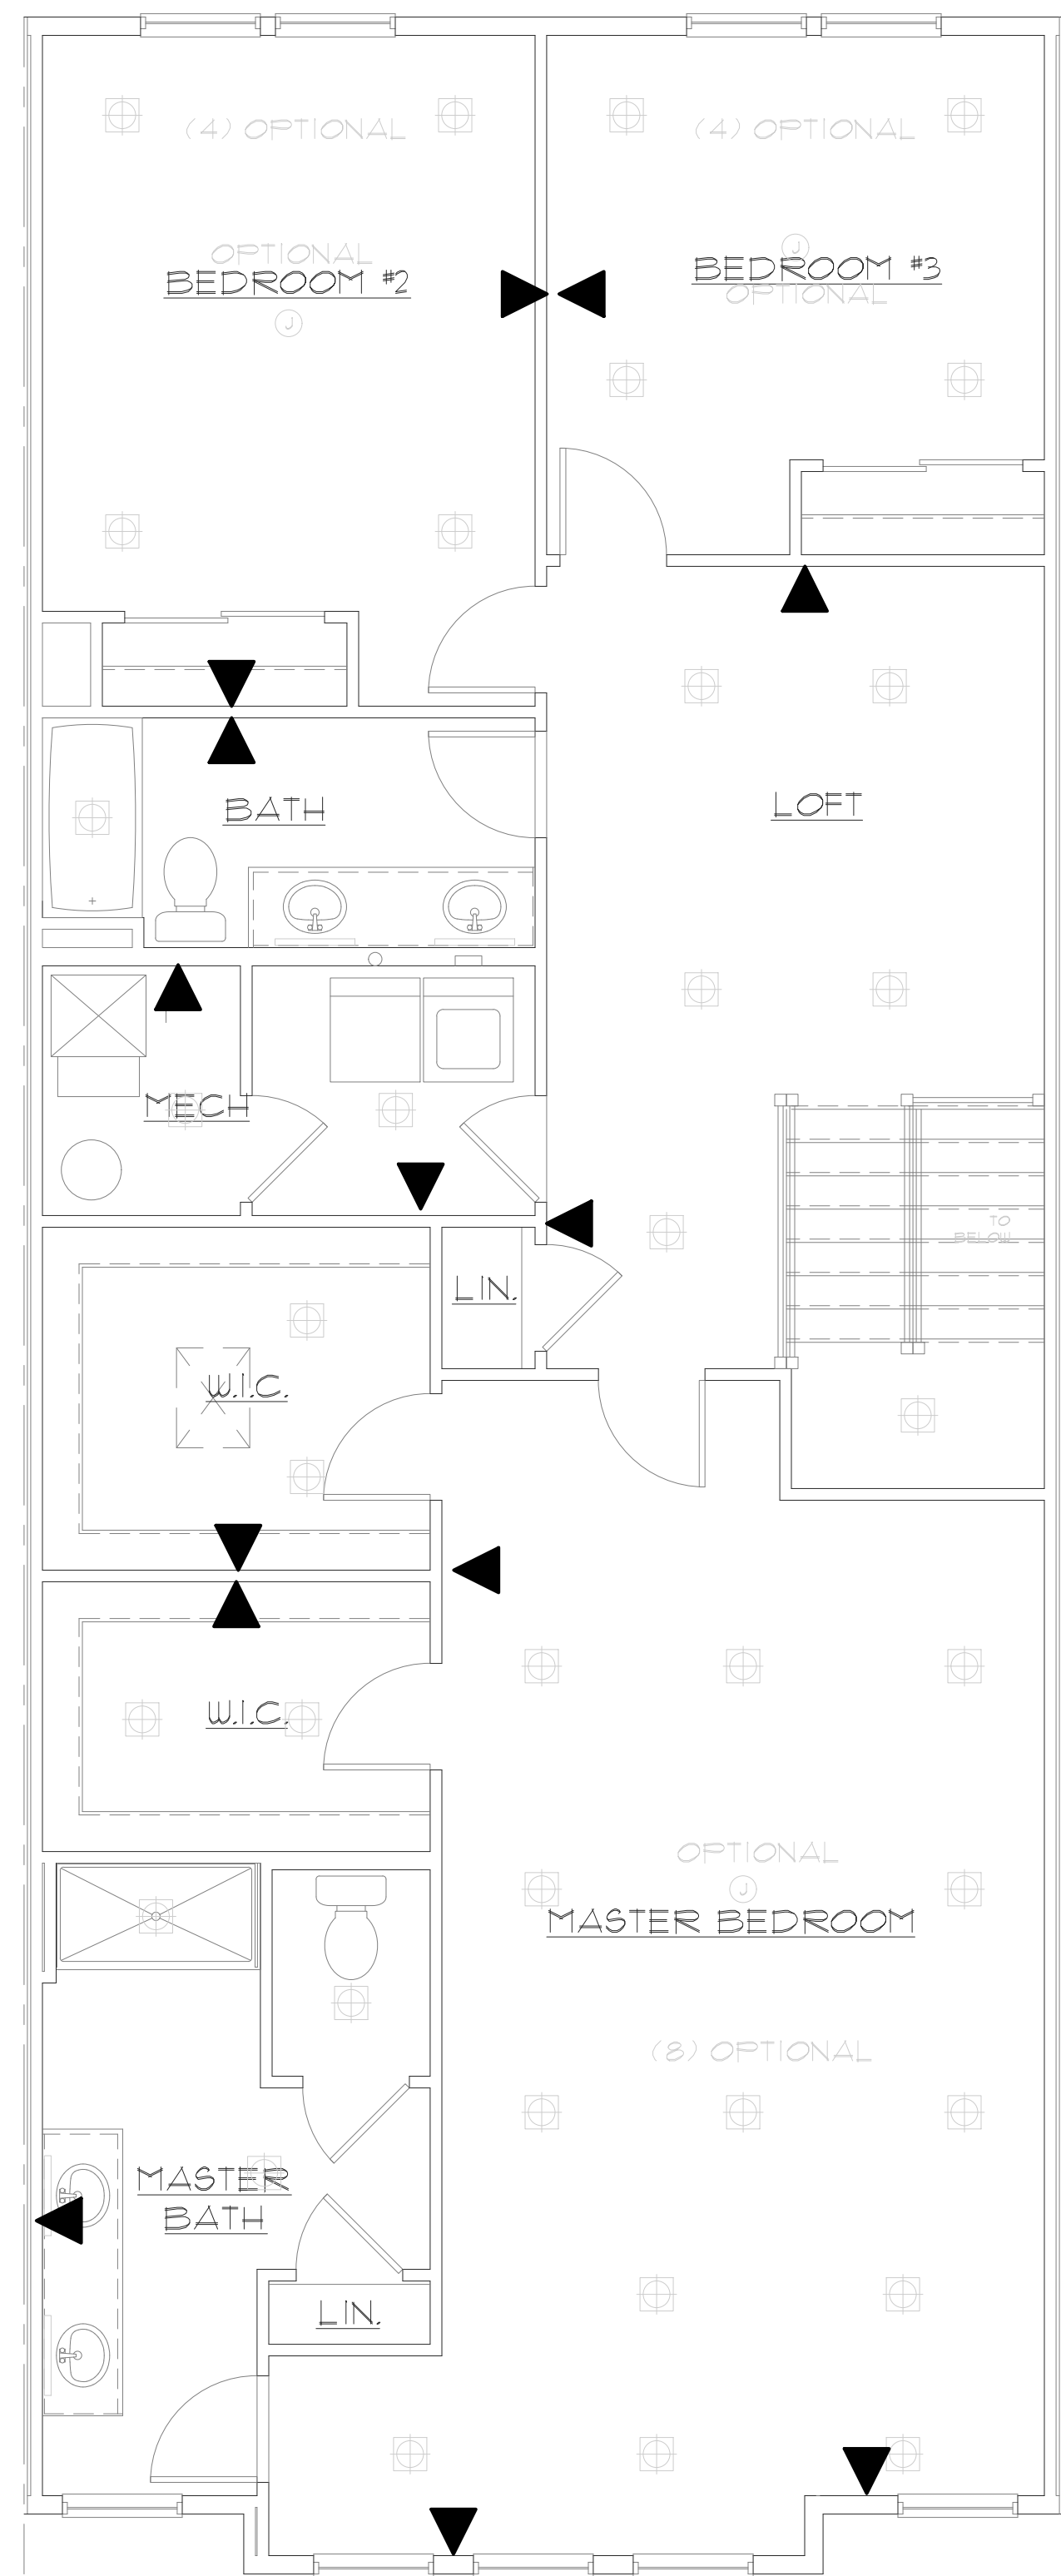 (4) OPTIONAL
(4) OPTIONAL
OPTIONAL
BEDROOM #2
J
J
BEDROOM #3
OPTIONAL
LOFT
BATH
MECH
TO
BELOW
LIN.
W.I.C.
W.I.C.
OPTIONAL
J
MASTER BEDROOM
(8) OPTIONAL
MASTER
BATH
LIN.